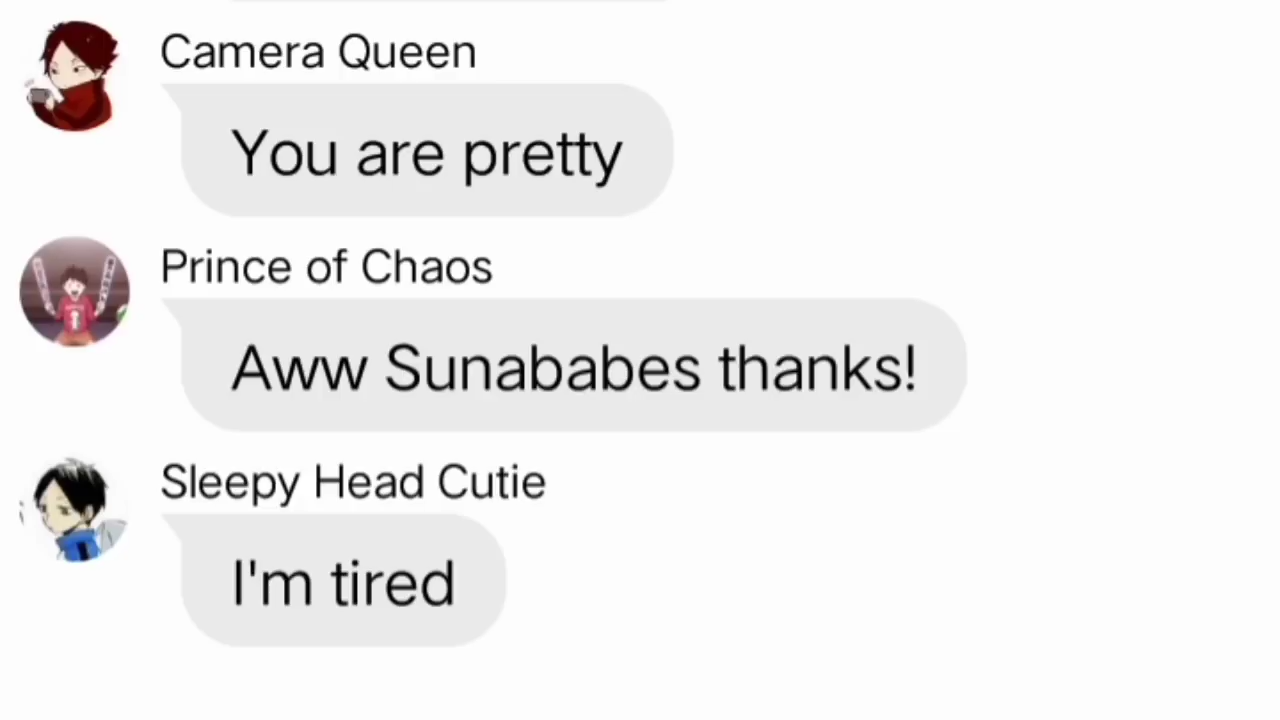 Camera Queen
You are pretty
Prince of Chaos
Aww Sunababes thanks!
Sleepy Head Cutie
I'm tired